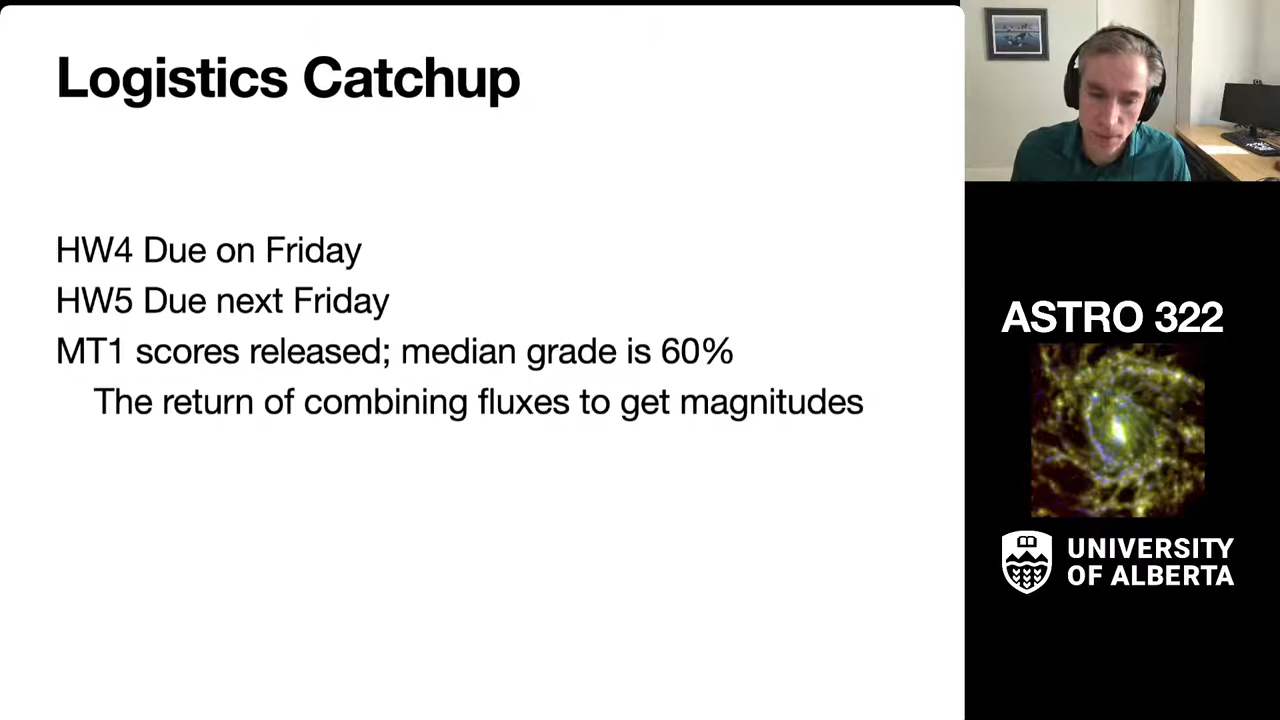 Logistics Catchup
HW4 Due on Friday
HW5 Due next Friday
MT1 scores released; median grade is 60%
The return of combining fluxes to get magnitudes
ASTRO 322
UNIVERSITY
OF ALBERTA